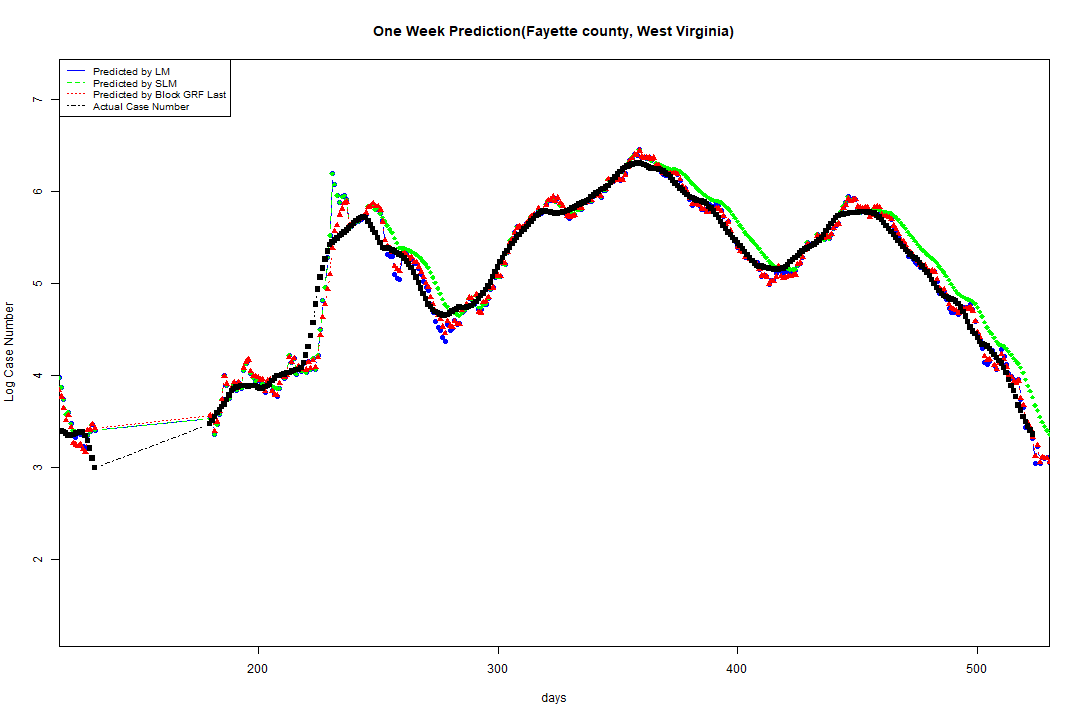 One Week Prediction(Fayette county, West Virginia)
Predicted by LM
Predicted by SLM
Predicted by Block GRF Last
Actual Case Number
7
6
5
4
3
2
Log Case Number
200 300 400 500
days